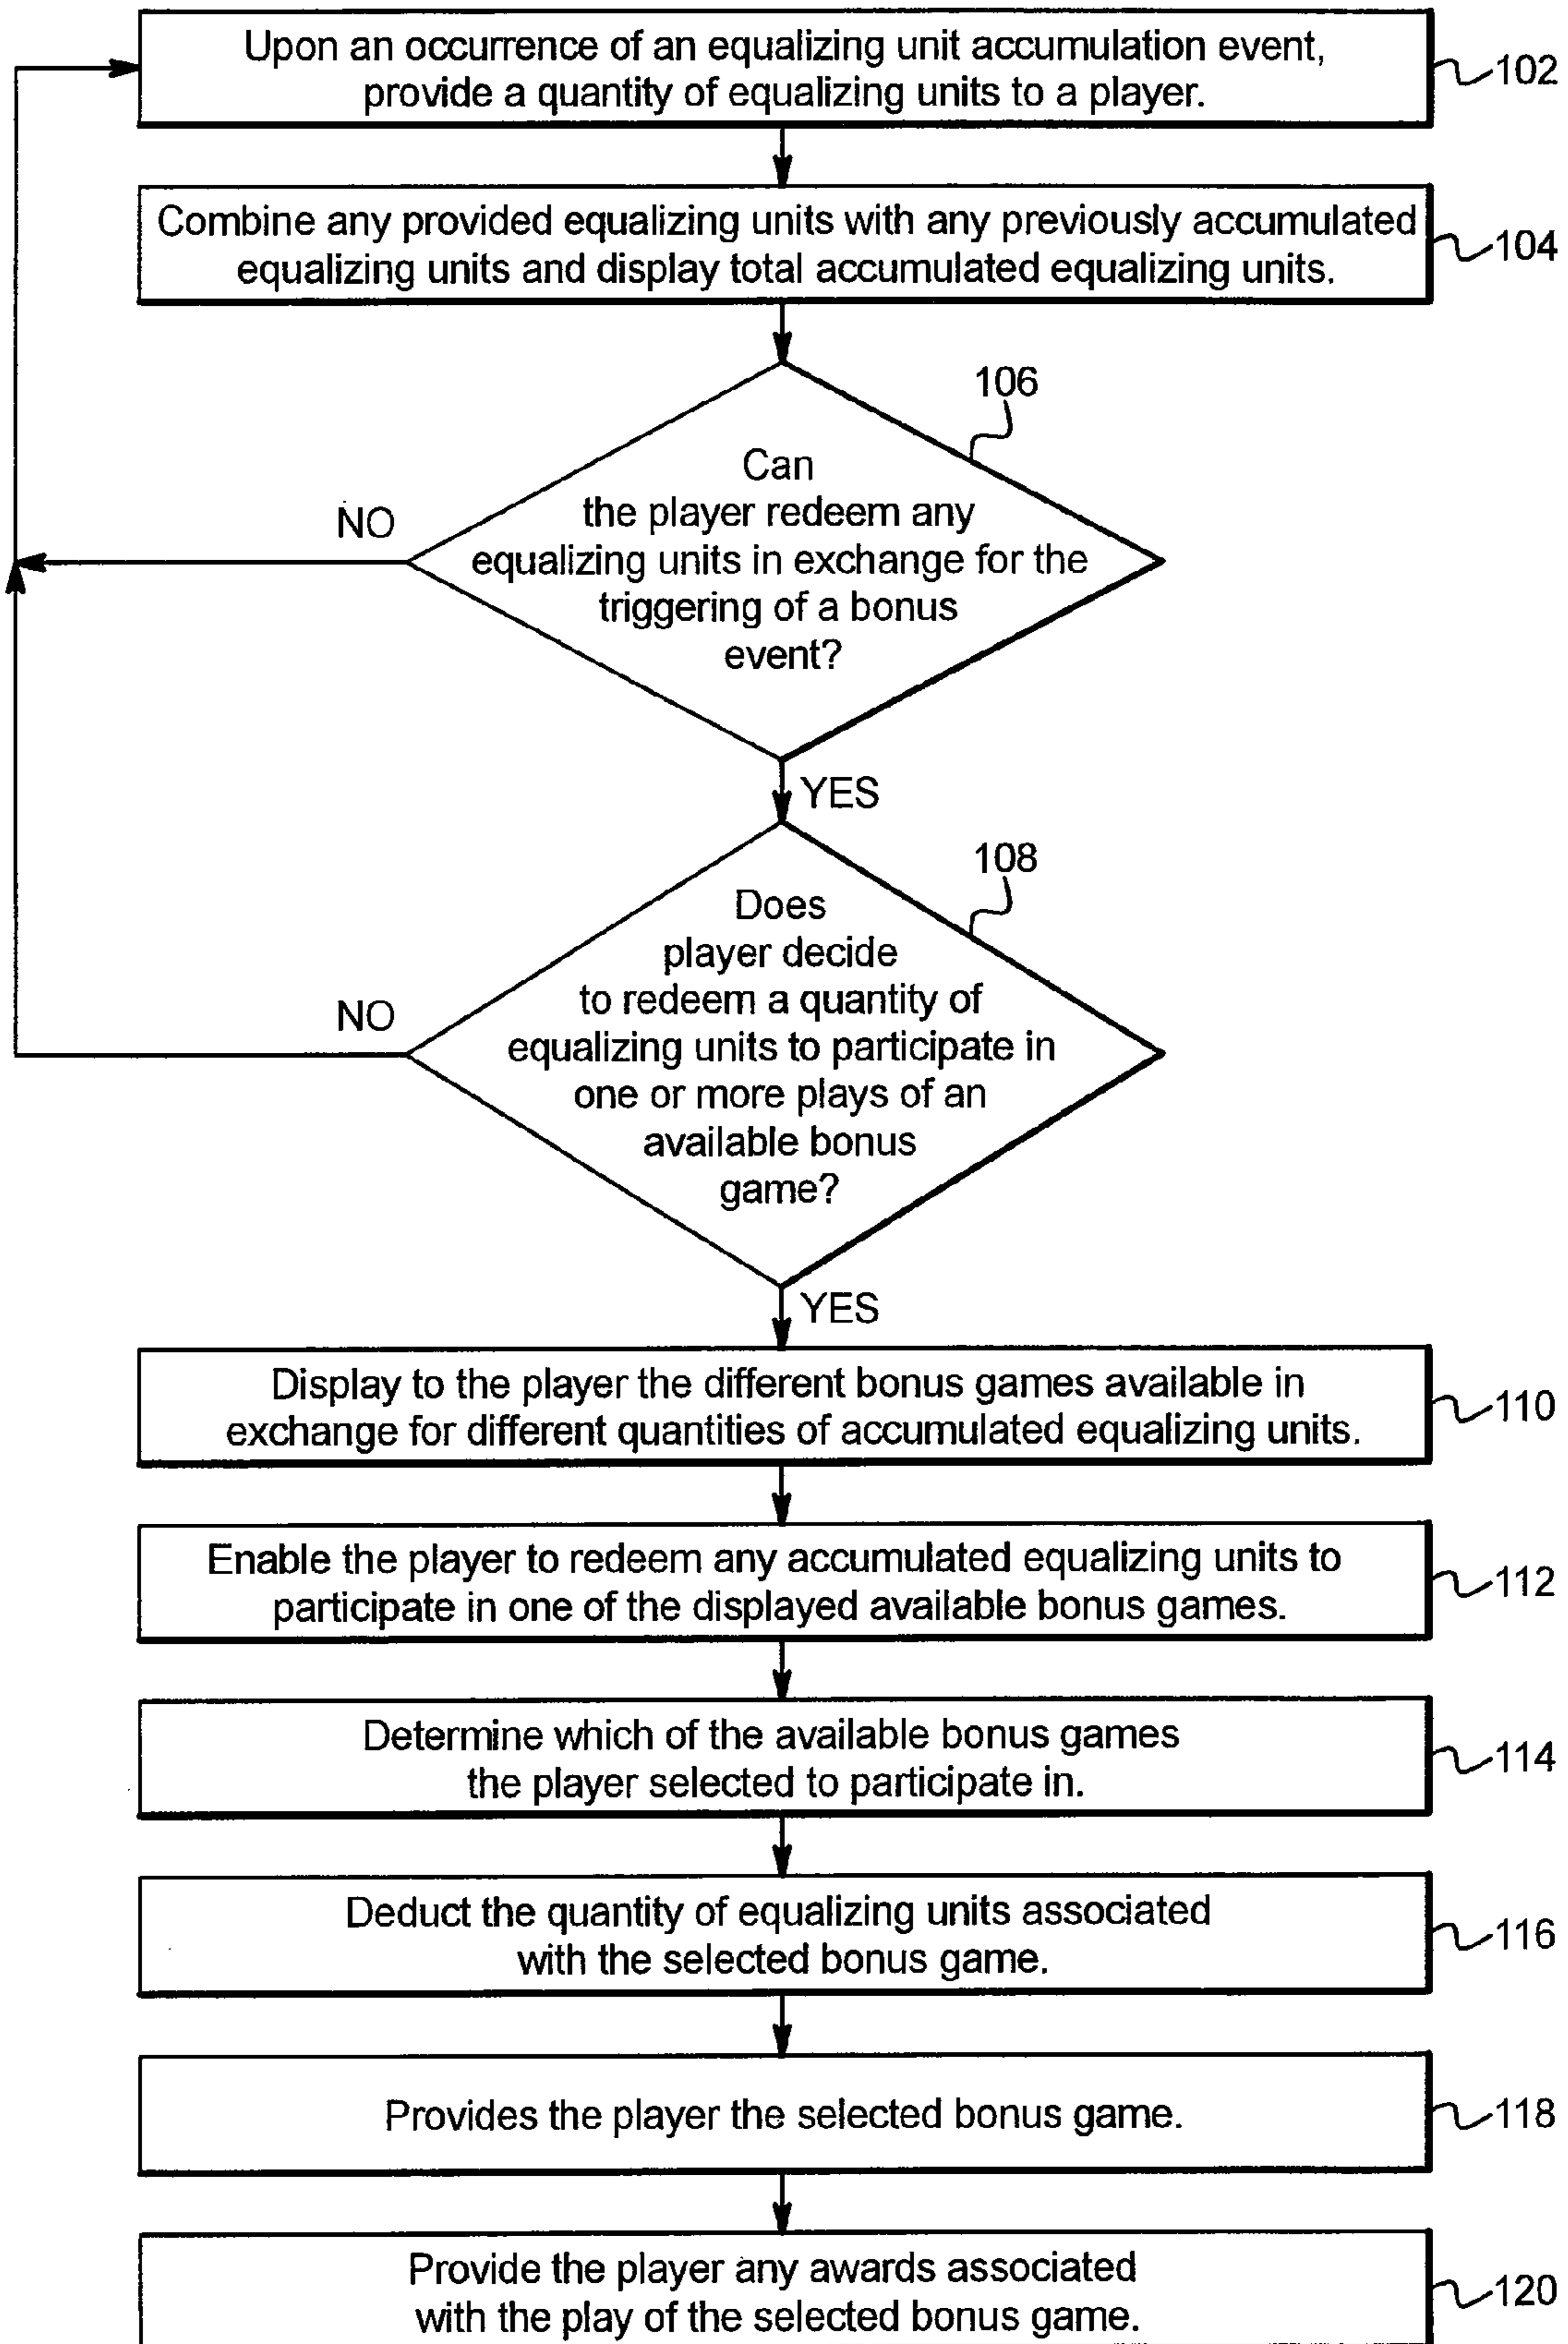 Upon an occurrence of an equalizing unit accumulation event,
provide a quantity of equalizing units to a player.
102
Combine any provided equalizing units with any previously accumulated
equalizing units and display total accumulated equalizing units.
104
106
Can
the player redeem any
equalizing units in exchange for the
triggering of a bonus
event?
NO
YES
108
Does
player decide
to redeem a quantity of
equalizing units to participate in
one or more plays of an
available bonus
game?
NO
YES
Display to the player the different bonus games available in
exchange for different quantities of accumulated equalizing units.
110
Enable the player to redeem any accumulated equalizing units to
participate in one of the displayed available bonus games.
112
Determine which of the available bonus games
the player selected to participate in.
114
Deduct the quantity of equalizing units associated
with the selected bonus game.
116
Provides the player the selected bonus game.
118
Provide the player any awards associated
with the play of the selected bonus game.
120